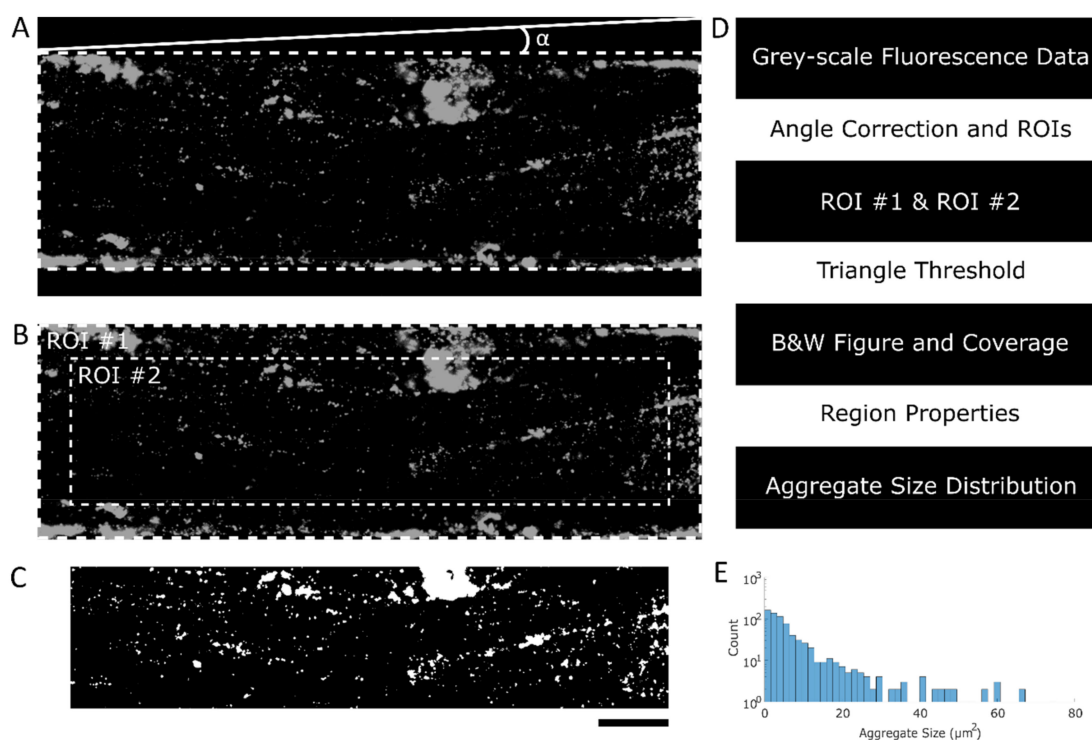 A
α
B
ROI #1
ROI #2
C
D
Grey-scale Fluorescence Data
Angle Correction and ROIs
ROI #1 & ROI #2
Triangle Threshold
B&W Figure and Coverage
Region Properties
Aggregate Size Distribution
E
10³
10²
10¹
10⁰
Count
0 20 40 60 80
Aggregate Size (μm²)